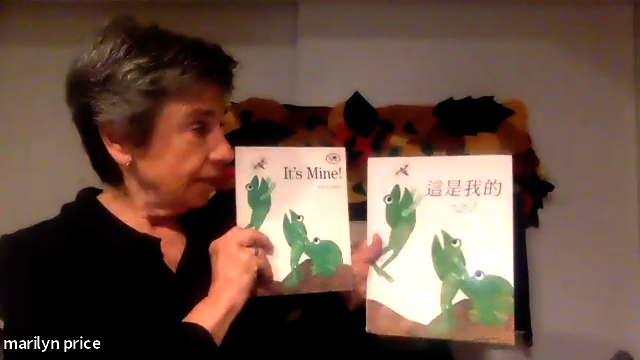 It's Mine!
這是我的
marilyn price